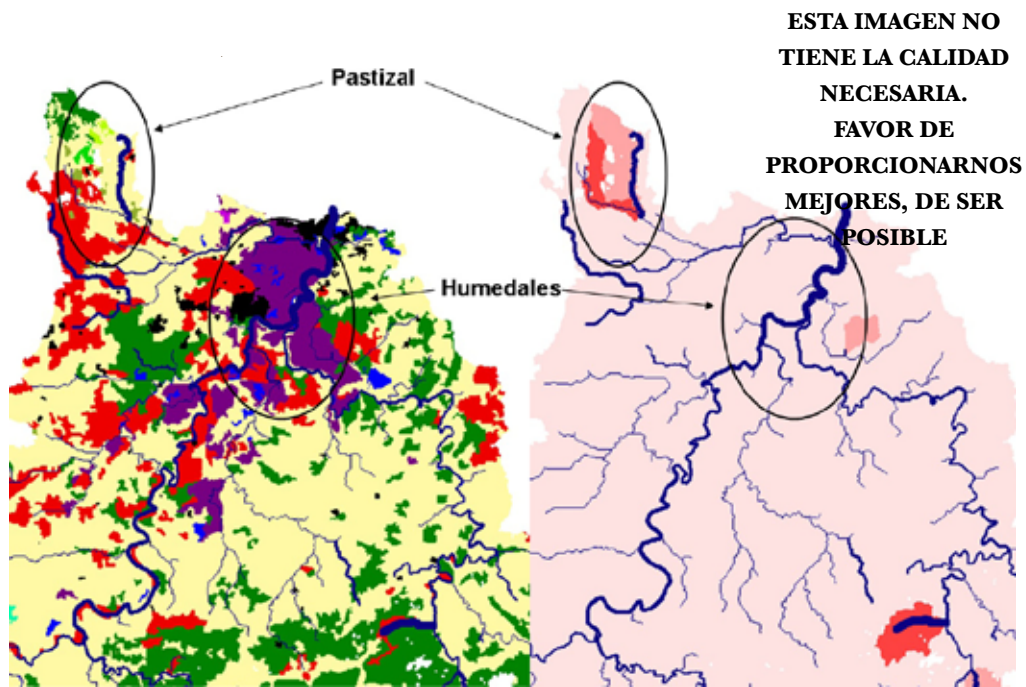 ESTA IMAGEN NO
TIENE LA CALIDAD
NECESARIA.
FAVOR DE
PROPORCIONARNOS
MEJORES, DE SER
POSIBLE
Pastizal
Humedales